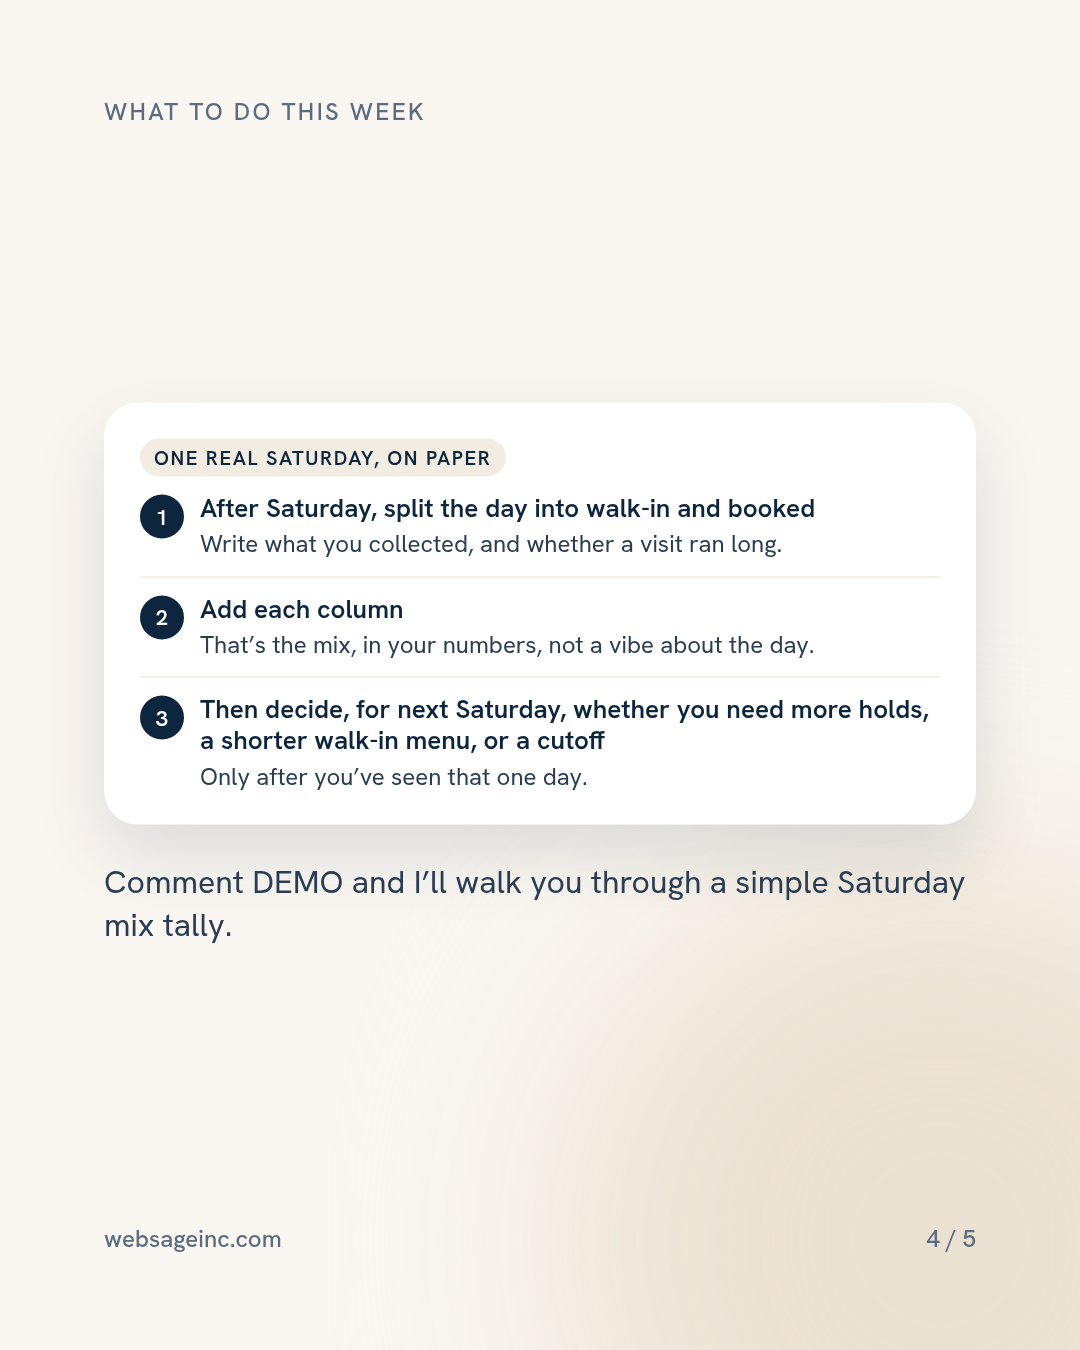 WHAT TO DO THIS WEEK
ONE REAL SATURDAY, ON PAPER
1
After Saturday, split the day into walk-in and booked
Write what you collected, and whether a visit ran long.
2
Add each column
That’s the mix, in your numbers, not a vibe about the day.
3
Then decide, for next Saturday, whether you need more holds,
a shorter walk-in menu, or a cutoff
Only after you’ve seen that one day.
Comment DEMO and I’ll walk you through a simple Saturday
mix tally.
websageinc.com
4 / 5